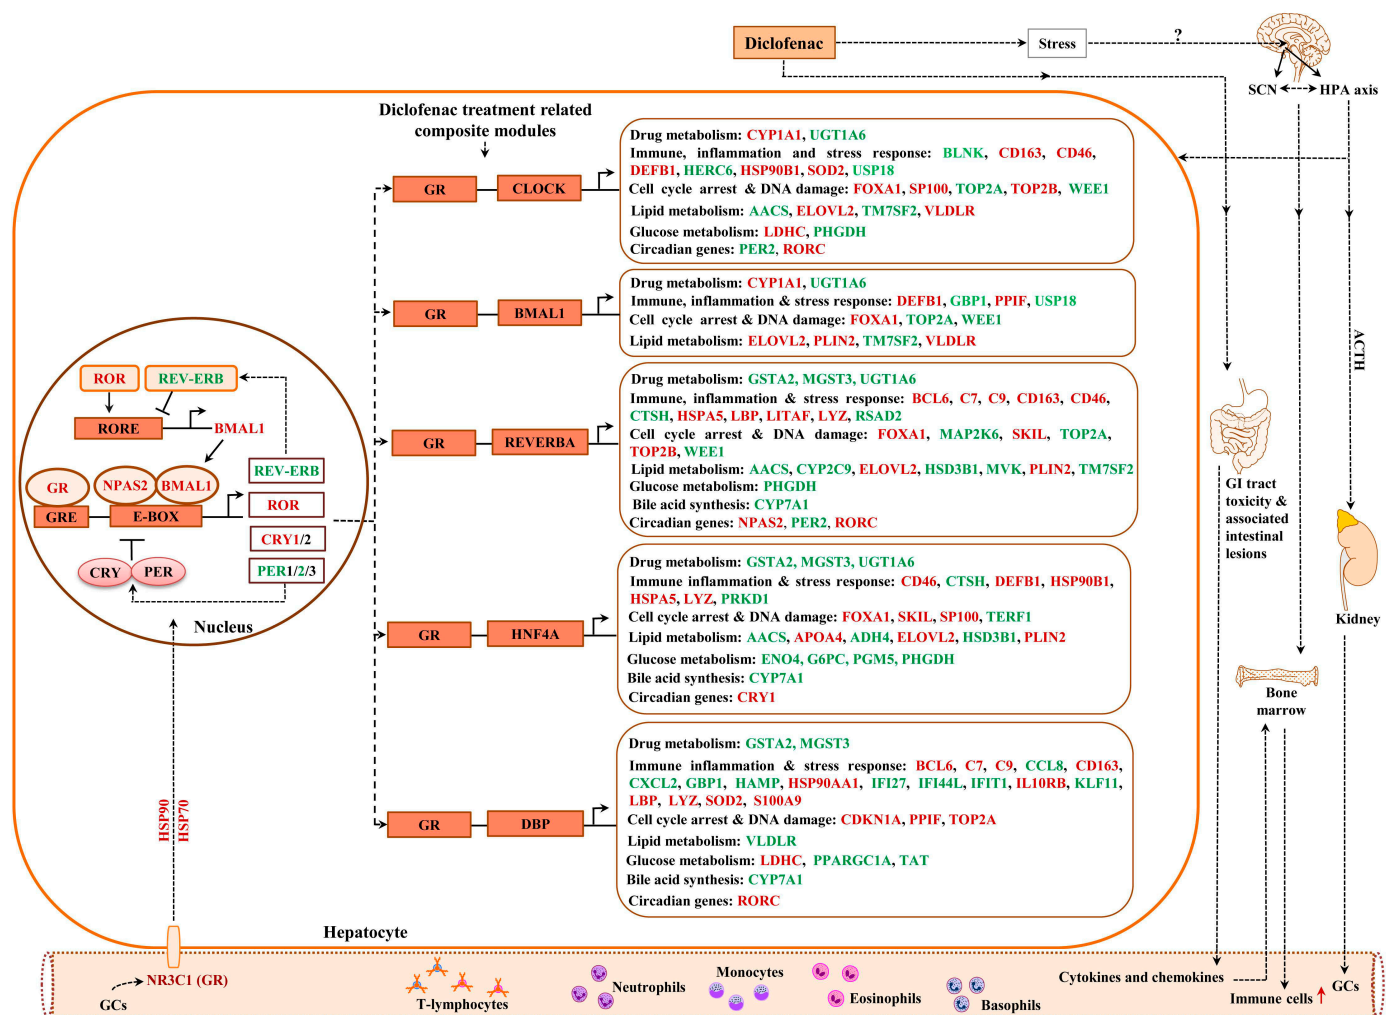 Diclofenac
Stress
?
SCN
HPA axis
Diclofenac treatment related
composite modules
GR
CLOCK
Drug metabolism: CYP1A1, UGT1A6
Immune, inflammation and stress response: BLNK, CD163, CD46,
DEFB1, HERC6, HSP90B1, SOD2, USP18
Cell cycle arrest & DNA damage: FOXA1, SP100, TOP2A, TOP2B, WEE1
Lipid metabolism: AACS, ELOVL2, TM7SF2, VLDLR
Glucose metabolism: LDHC, PHGDH
Circadian genes: PER2, RORC
GR
BMAL1
Drug metabolism: CYP1A1, UGT1A6
Immune, inflammation & stress response: DEFB1, GBP1, PPIF, USP18
Cell cycle arrest & DNA damage: FOXA1, TOP2A, WEE1
Lipid metabolism: ELOVL2, PLIN2, TM7SF2, VLDLR
GR
REVERBA
Drug metabolism: GSTA2, MGST3, UGT1A6
Immune, inflammation & stress response: BCL6, C7, C9, CD163, CD46,
CTSH, HSPA5, LBP, LITAF, LYZ, RSAD2
Cell cycle arrest & DNA damage: FOXA1, MAP2K6, SKIL, TOP2A,
TOP2B, WEE1
Lipid metabolism: AACS, CYP2C9, ELOVL2, HSD3B1, MVK, PLIN2, TM7SF2
Glucose metabolism: PHGDH
Bile acid synthesis: CYP7A1
Circadian genes: NPAS2, PER2, RORC
GR
HNF4A
Drug metabolism: GSTA2, MGST3, UGT1A6
Immune inflammation & stress response: CD46, CTSH, DEFB1, HSP90B1,
HSPA5, LYZ, PRKD1
Cell cycle arrest & DNA damage: FOXA1, SKIL, SP100, TERF1
Lipid metabolism: AACS, APOA4, ADH4, ELOVL2, HSD3B1, PLIN2
Glucose metabolism: ENO4, G6PC, PGM5, PHGDH
Bile acid synthesis: CYP7A1
Circadian genes: CRY1
GR
DBP
Drug metabolism: GSTA2, MGST3
Immune inflammation & stress response: BCL6, C7, C9, CCL8, CD163,
CXCL2, GBP1, HAMP, HSP90AA1, IFI27, IFI44L, IFIT1, IL10RB, KLF11,
LBP, LYZ, SOD2, S100A9
Cell cycle arrest & DNA damage: CDKN1A, PPIF, TOP2A
Lipid metabolism: VLDLR
Glucose metabolism: LDHC, PPARGC1A, TAT
Bile acid synthesis: CYP7A1
Circadian genes: RORC
ROR
REV-ERB
RORE
BMAL1
GR
NPAS2
BMAL1
GRE
E-BOX
REV-ERB
ROR
CRY1/2
PER1/2/3
CRY
PER
Nucleus
HSP90
HSP70
Hepatocyte
ACTH
GI tract
toxicity &
associated
intestinal
lesions
Kidney
Bone
marrow
GCs
NR3C1 (GR)
T-lymphocytes
Neutrophils
Monocytes
Eosinophils
Basophils
Cytokines and chemokines
Immune cells
GCs